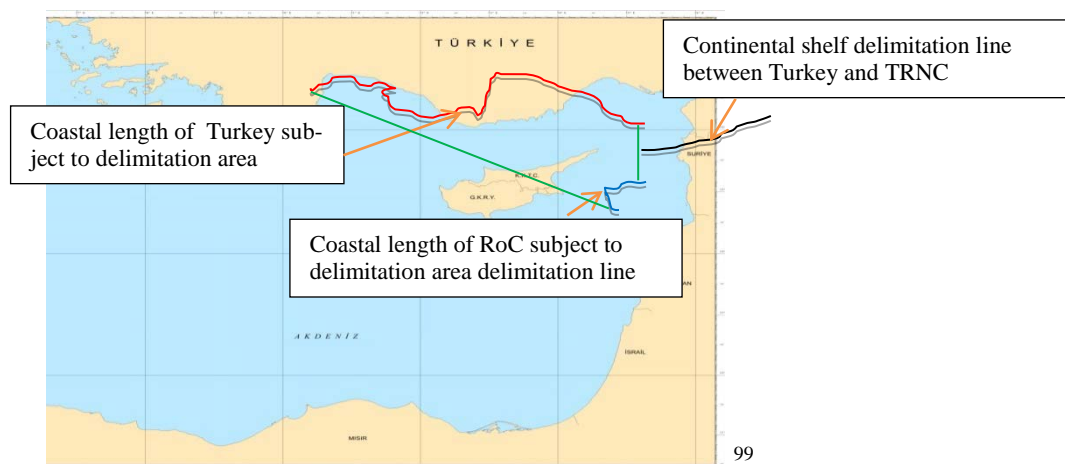 TÜRKİYE
Continental shelf delimitation line
between Turkey and TRNC
Coastal length of Turkey sub-
ject to delimitation area
SURİYE
K.K.T.C.
G.K.R.Y.
Coastal length of RoC subject to
delimitation area delimitation line
AN
AKDENİZ
İSRAİL
MISIR
99